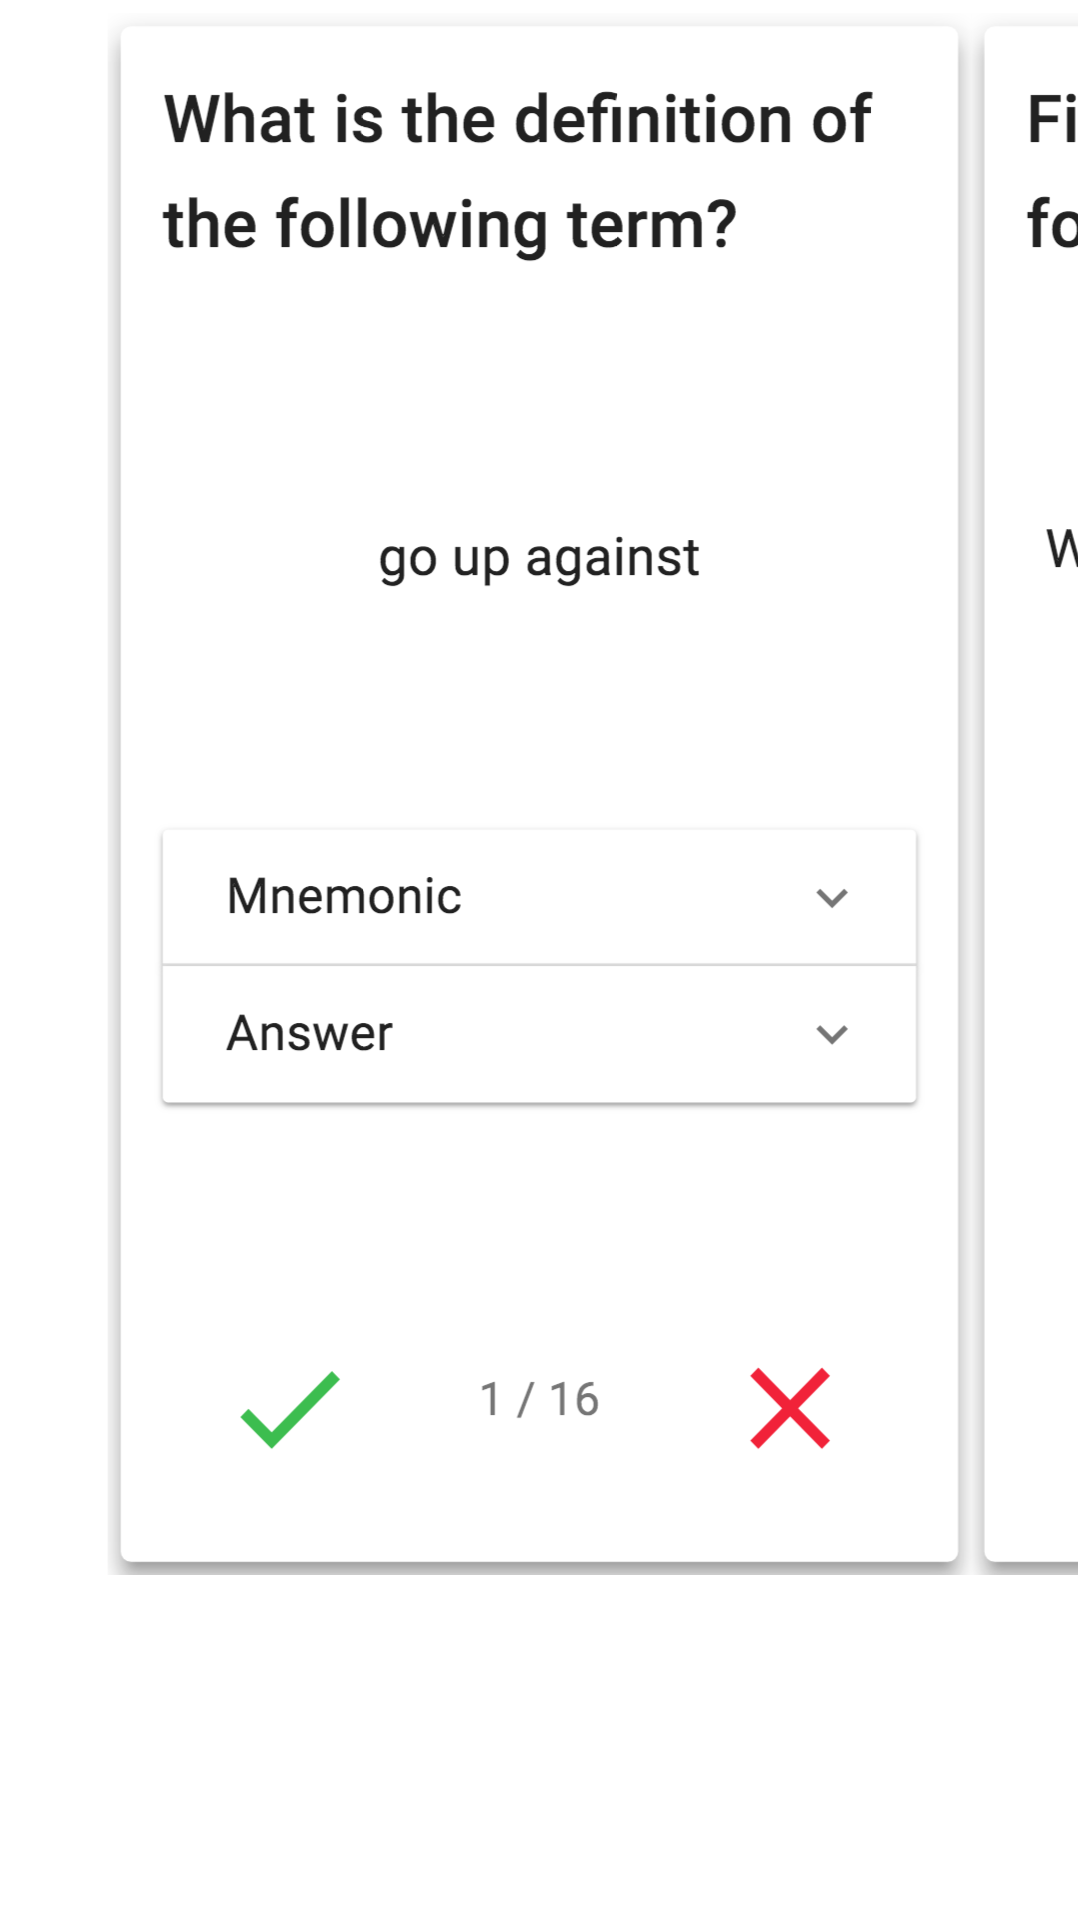 What is the definition of
the following term?
go up against
Mnemonic
Answer
1 / 16